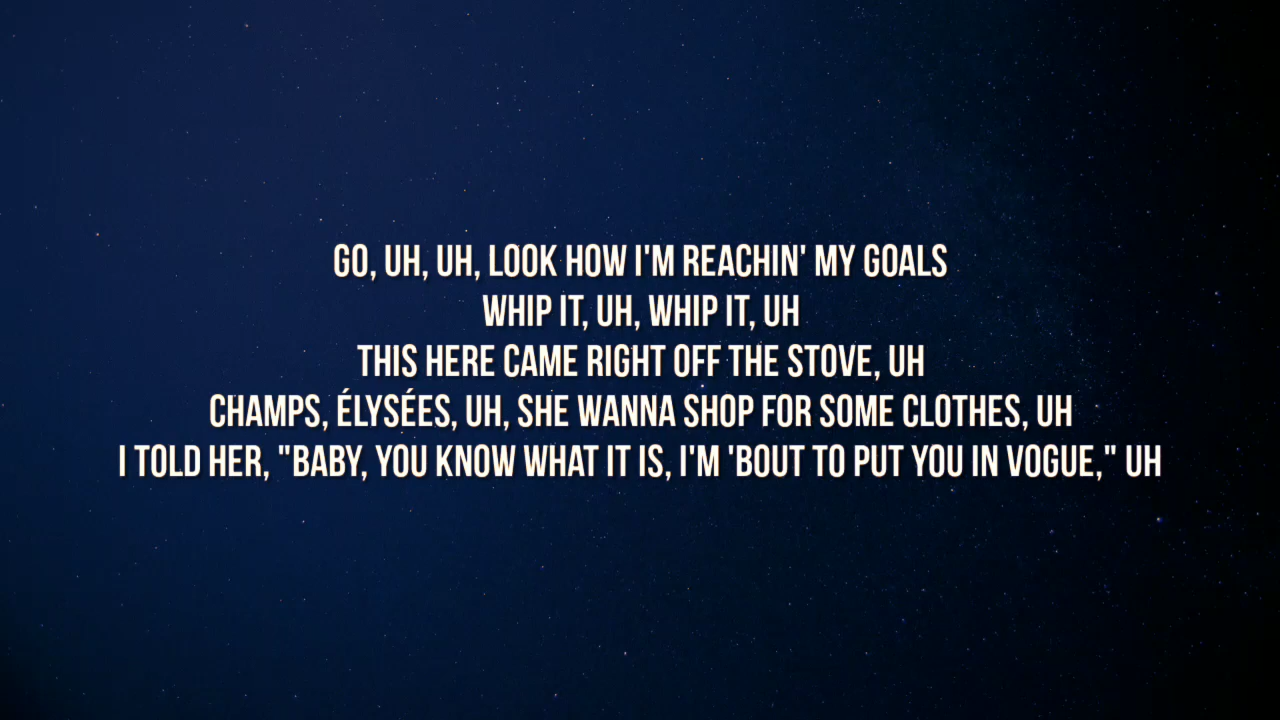 GO, UH, UH, LOOK HOW I'M REACHIN' MY GOALS
WHIP IT, UH, WHIP IT, UH
THIS HERE CAME RIGHT OFF THE STOVE, UH
CHAMPS, ÉLYSÉES, UH, SHE WANNA SHOP FOR SOME CLOTHES, UH
I TOLD HER, "BABY, YOU KNOW WHAT IT IS, I'M 'BOUT TO PUT YOU IN VOGUE," UH